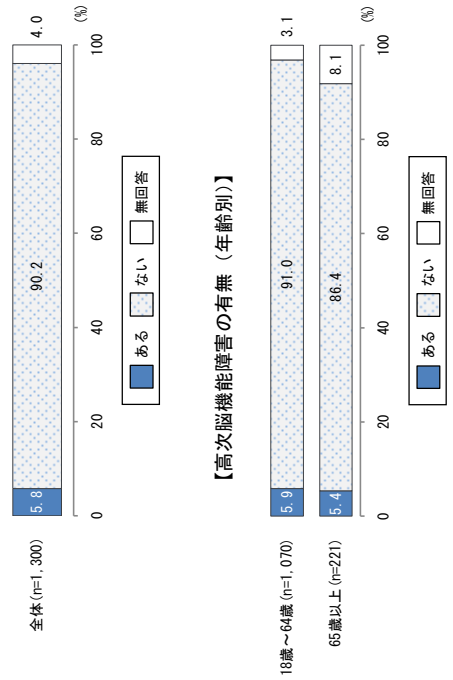 全体(n=1,300)
5.8
90.2
4.0
0
20
40
60
80
100
(%)
ある
ない
無回答
【高次脳機能障害の有無（年齢別）】
18歳～64歳(n=1,070)
5.9
91.0
3.1
65歳以上(n=221)
5.4
86.4
8.1
0
20
40
60
80
100
(%)
ある
ない
無回答